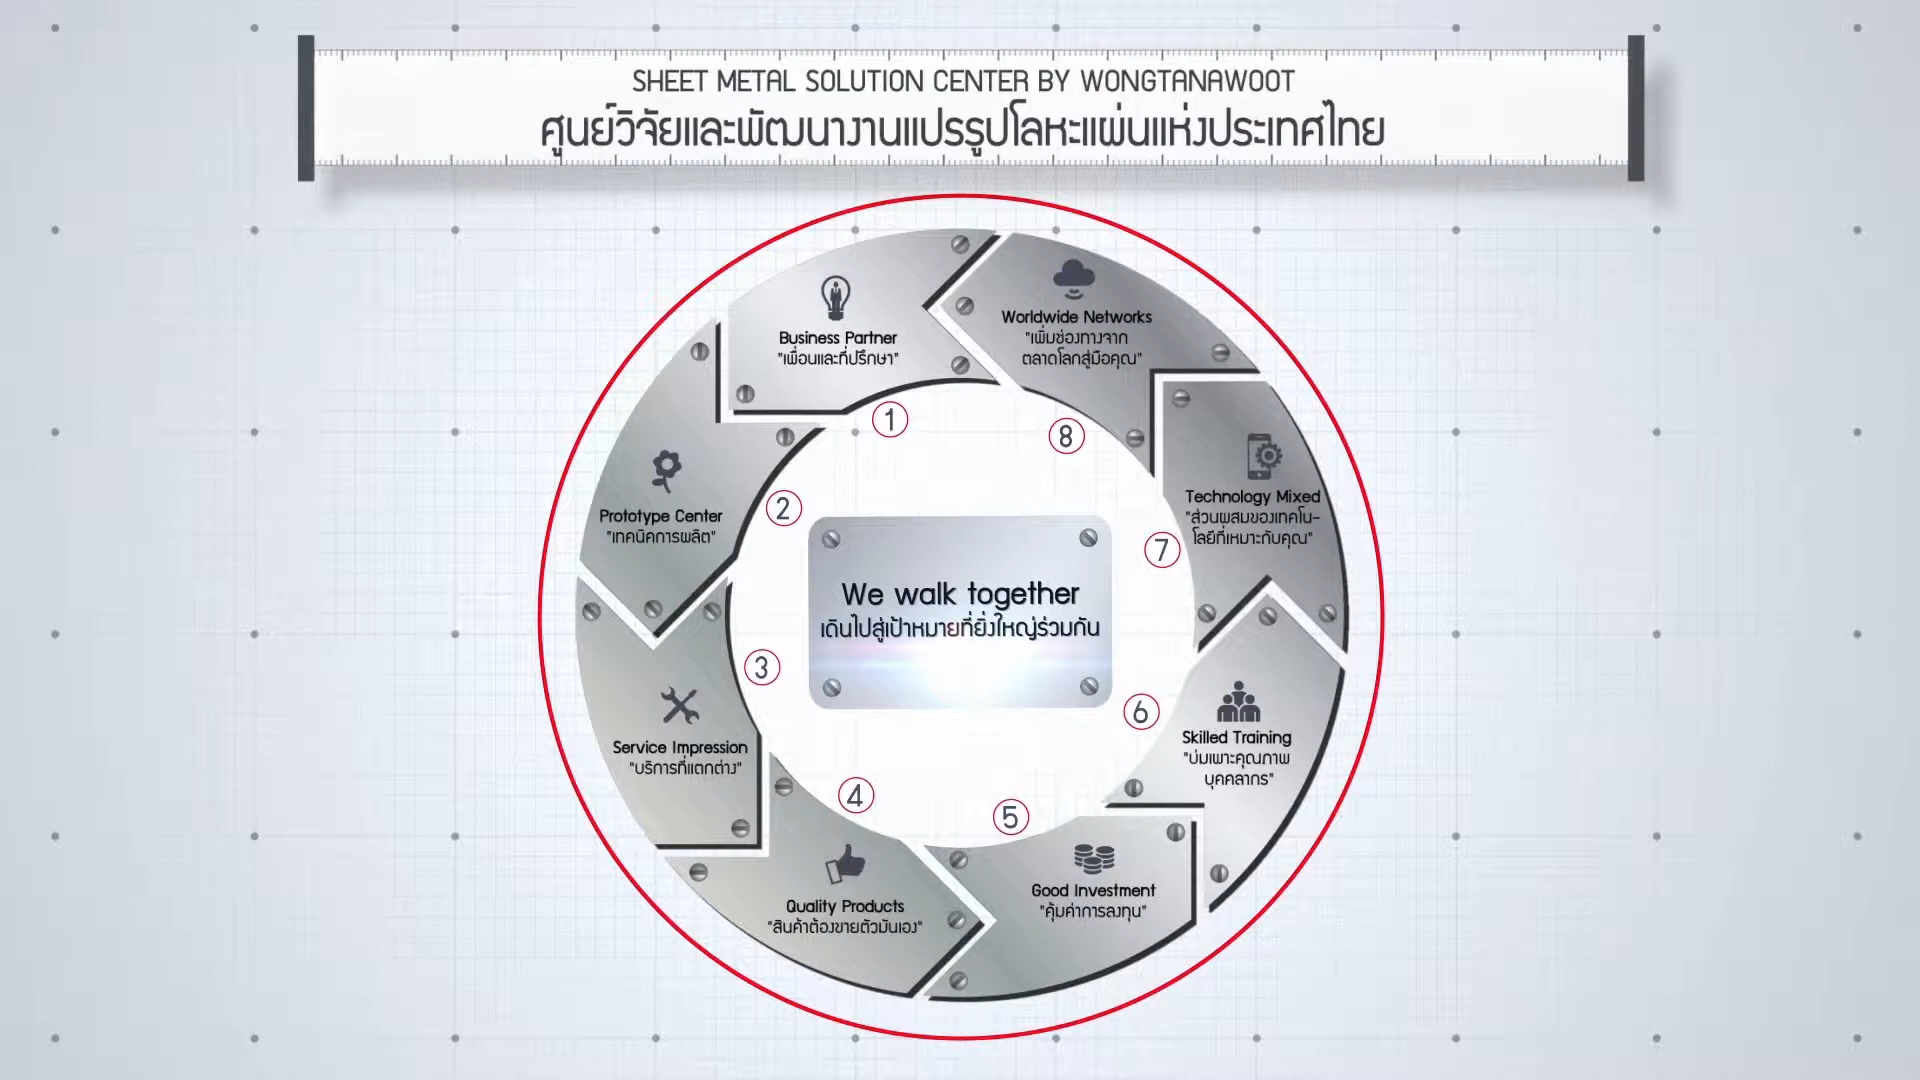 SHEET METAL SOLUTION CENTER BY WONGTANAWOOT
ศูนย์วิจัยและพัฒนางานแปรรูปโลหะแผ่นแห่งประเทศไทย
Business Partner
"เพื่อนและที่ปรึกษา"
1
Prototype Center
"เทคนิคการผลิต"
2
Service Impression
"บริการที่แตกต่าง"
3
Quality Products
"สินค้าต้องขายตัวมันเอง"
4
Good Investment
"คุ้มค่าการลงทุน"
5
Skilled Training
"บ่มเพาะคุณภาพ
บุคคลากร"
6
Technology Mixed
"ส่วนผสมของเทคโน-
โลยีที่เหมาะกับคุณ"
7
Worldwide Networks
"เพิ่มช่องทางจาก
ตลาดโลกสู่มือคุณ"
8
We walk together
เดินไปสู่เป้าหมายที่ยิ่งใหญ่ร่วมกัน